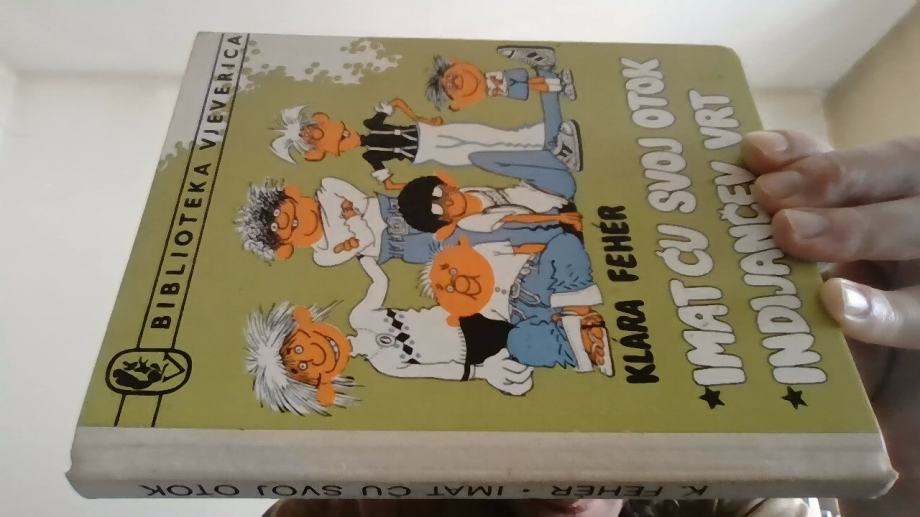 BIBLIOTEKA VJEVERICA
KLARA FEHÉR
★IMAT ĆU SVOJ OTOK
★INDIJANČEV VRT
K. FEHÉR • IMAT ĆU SVOJ OTOK